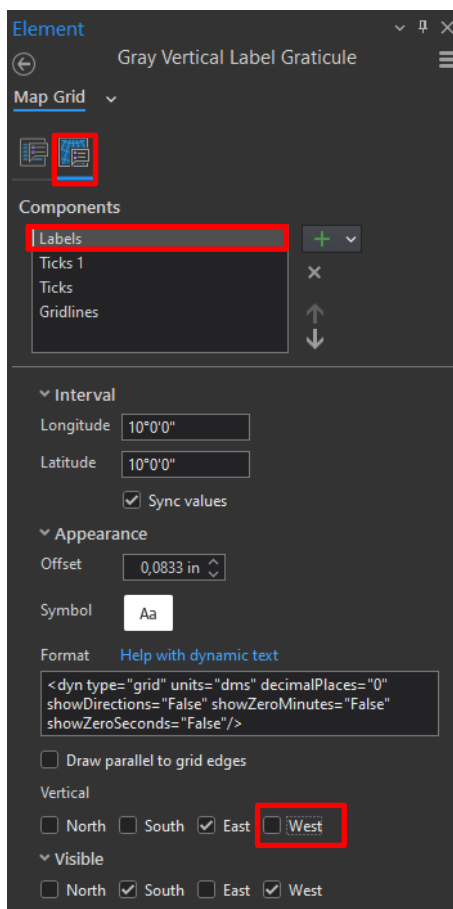 Element
Gray Vertical Label Graticule
Map Grid
Components
Labels
Ticks 1
Ticks
Gridlines
Interval
Longitude 10°0'0"
Latitude 10°0'0"
Sync values
Appearance
Offset 0,0833 in
Symbol Aa
Format Help with dynamic text
<dyn type="grid" units="dms" decimalPlaces="0"
showDirections="False" showZeroMinutes="False"
showZeroSeconds="False"/>
Draw parallel to grid edges
Vertical
North South East West
Visible
North South East West